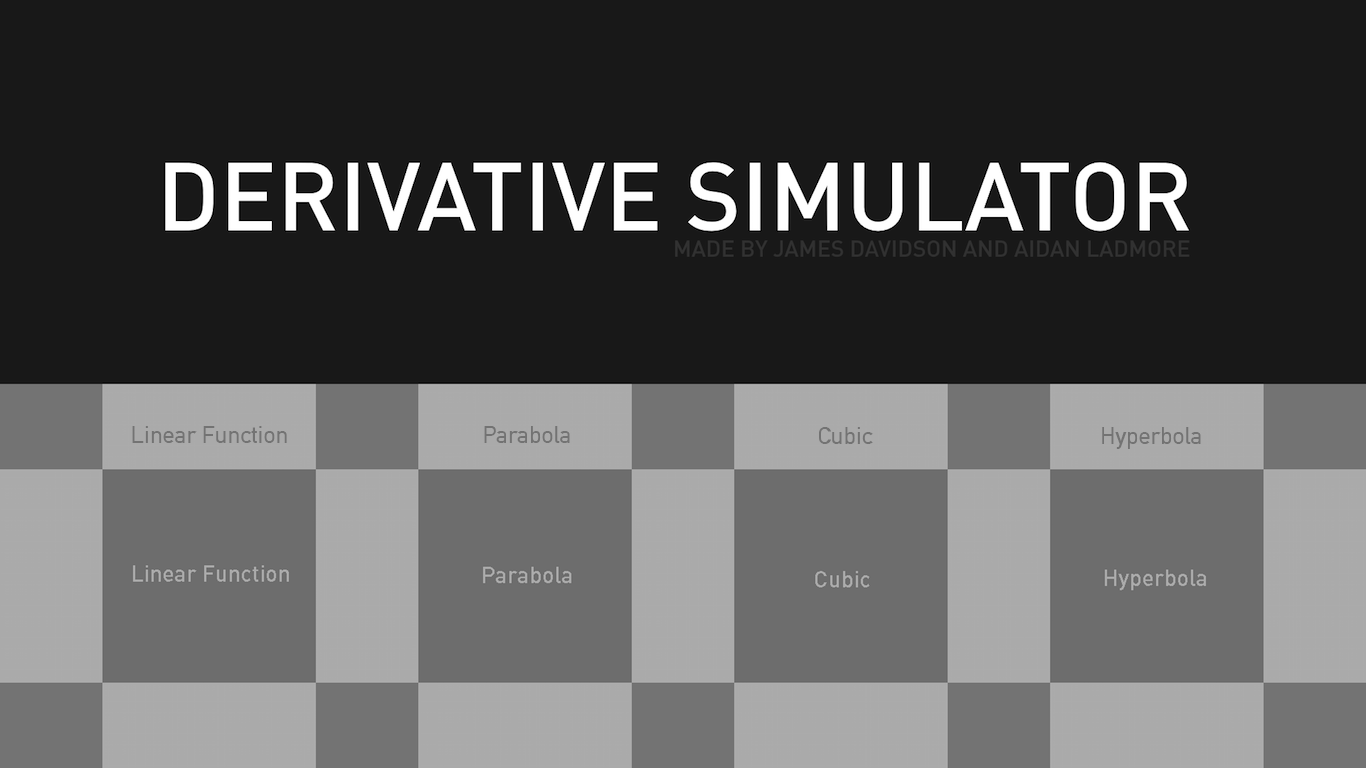 DERIVATIVE SIMULATOR
MADE BY JAMES DAVIDSON AND AIDAN LADMORE
Linear Function Parabola Cubic Hyperbola
Linear Function Parabola Cubic Hyperbola